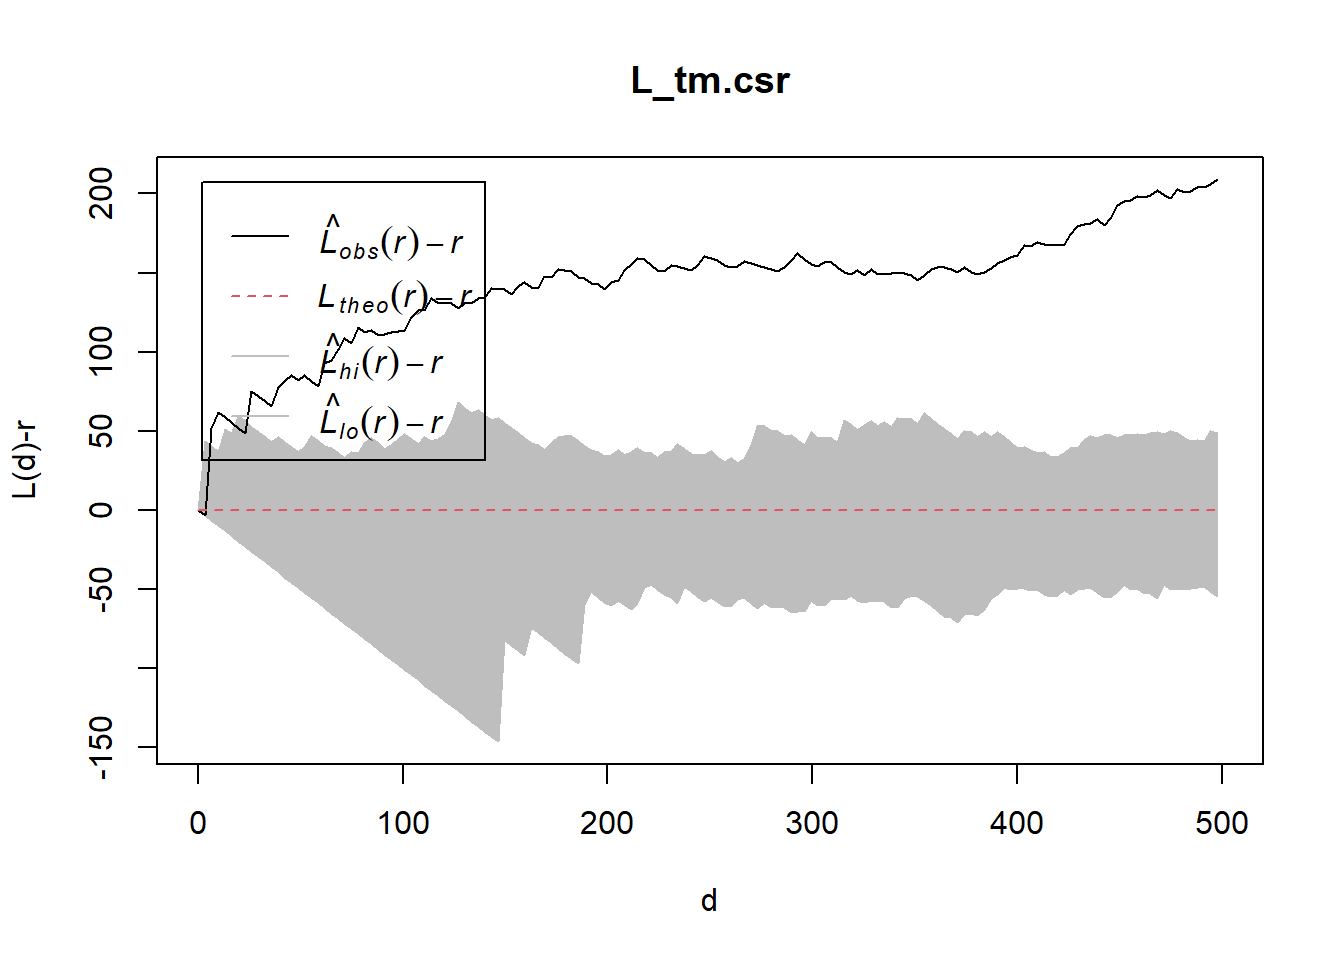 L_tm.csr
L̂obs(r) − r
Ltheo(r) − r
L̂hi(r) − r
L̂lo(r) − r
L(d)-r
200
100
50
0
-50
-150
0 100 200 300 400 500
d